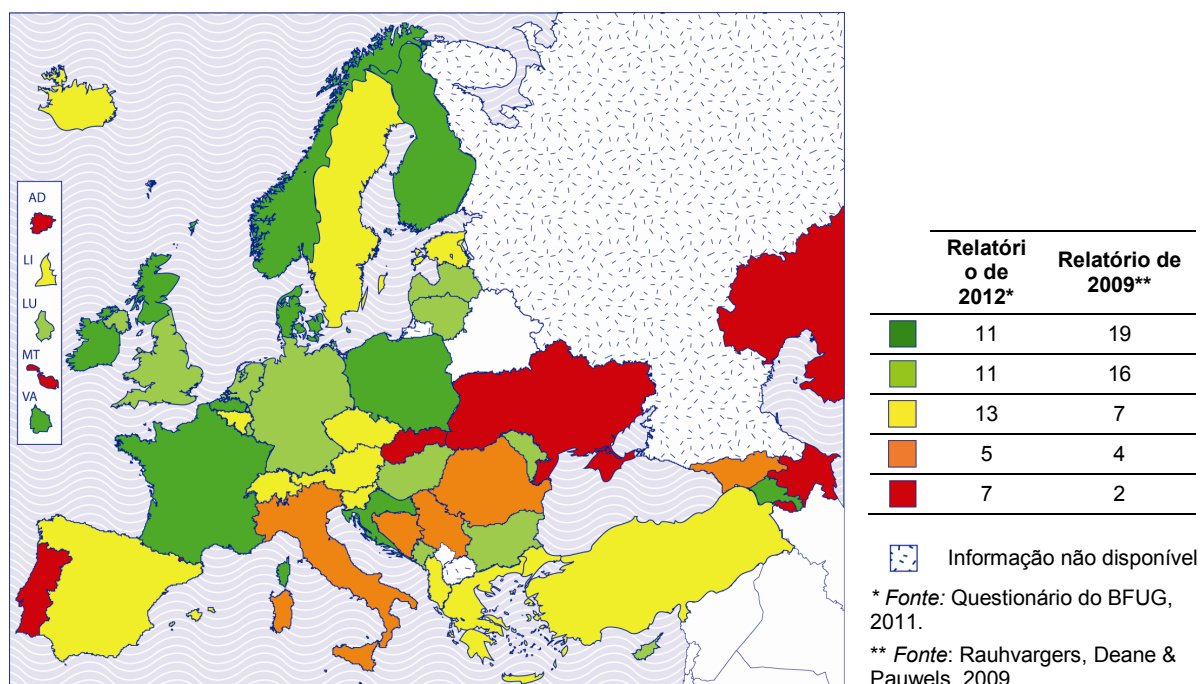 AD
LI
LU
MT
VA
Relatóri
o de
2012*
Relatório de
2009**
11 19
11 16
13 7
5 4
7 2
Informação não disponível
* Fonte: Questionário do BFUG,
2011.
** Fonte: Rauhvargers, Deane &
Pauwels, 2009